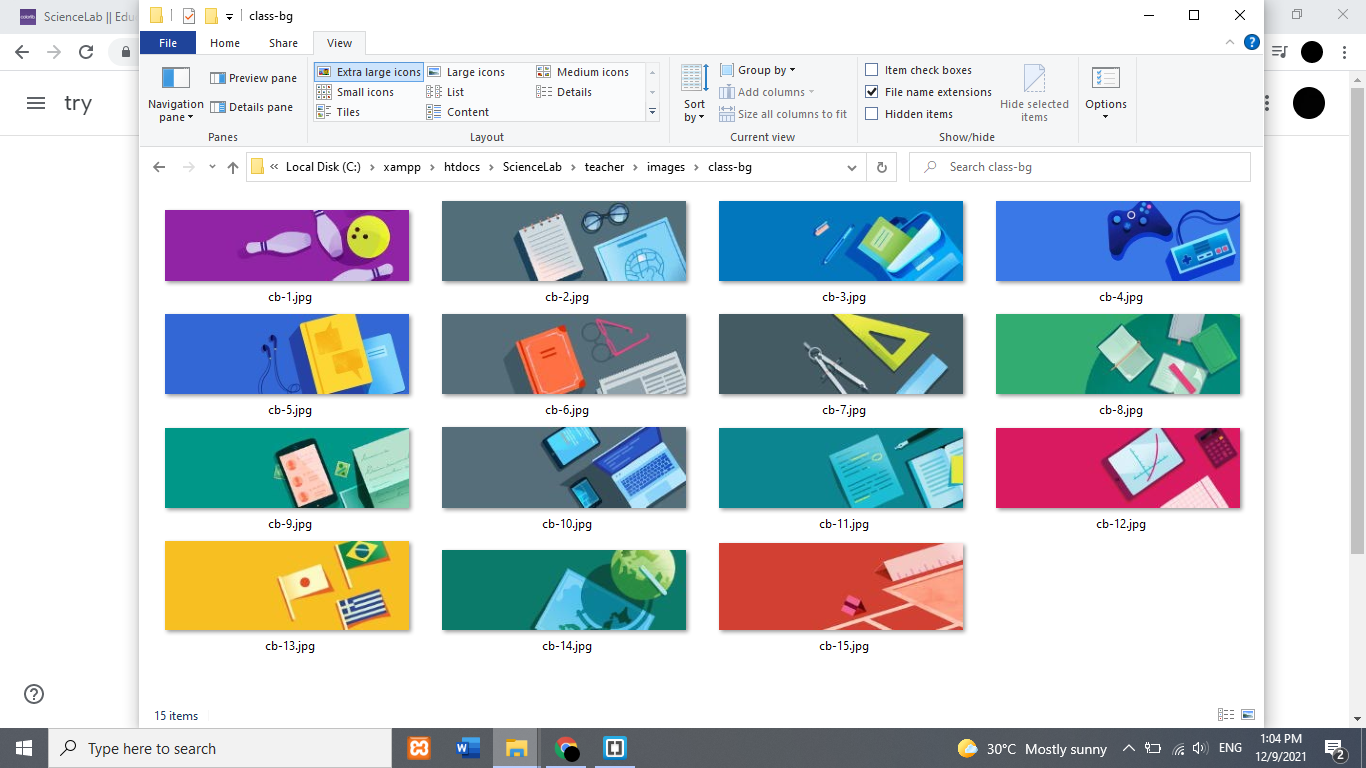 ScienceLab || Edu
class-bg
File Home Share View
Navigation pane
Preview pane
Details pane
Panes
Extra large icons Large icons Medium icons
Small icons List Details
Tiles Content
Layout
Sort by
Group by
Add columns
Size all columns to fit
Current view
Item check boxes
File name extensions
Hidden items
Hide selected items
Show/hide
Options
try
« Local Disk (C:) › xampp › htdocs › ScienceLab › teacher › images › class-bg
Search class-bg
cb-1.jpg cb-2.jpg cb-3.jpg cb-4.jpg
cb-5.jpg cb-6.jpg cb-7.jpg cb-8.jpg
cb-9.jpg cb-10.jpg cb-11.jpg cb-12.jpg
cb-13.jpg cb-14.jpg cb-15.jpg
15 items
Type here to search
30°C Mostly sunny
ENG
1:04 PM
12/9/2021
2